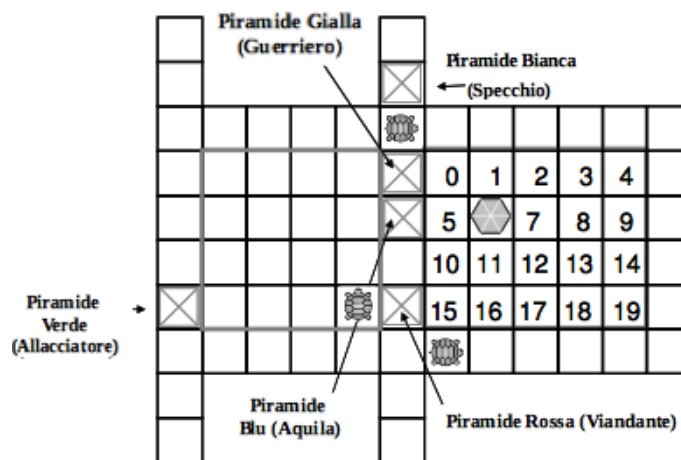 Piramide Gialla
(Guerriero)
Piramide Bianca
(Specchio)
0 1 2 3 4
5 7 8 9
10 11 12 13 14
15 16 17 18 19
Piramide
Verde
(Allacciatore)
Piramide
Blu (Aquila)
Piramide Rossa (Viandante)